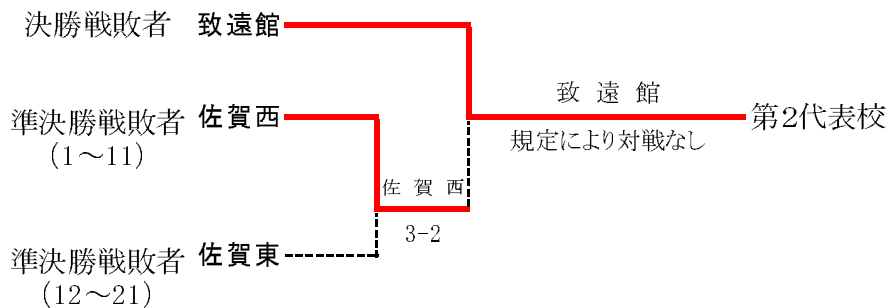 決勝戦敗者 致遠館
致 遠 館
準決勝戦敗者 佐賀西
(1～11)
第2代表校
規定により対戦なし
佐 賀 西
3-2
準決勝戦敗者 佐賀東
(12～21)